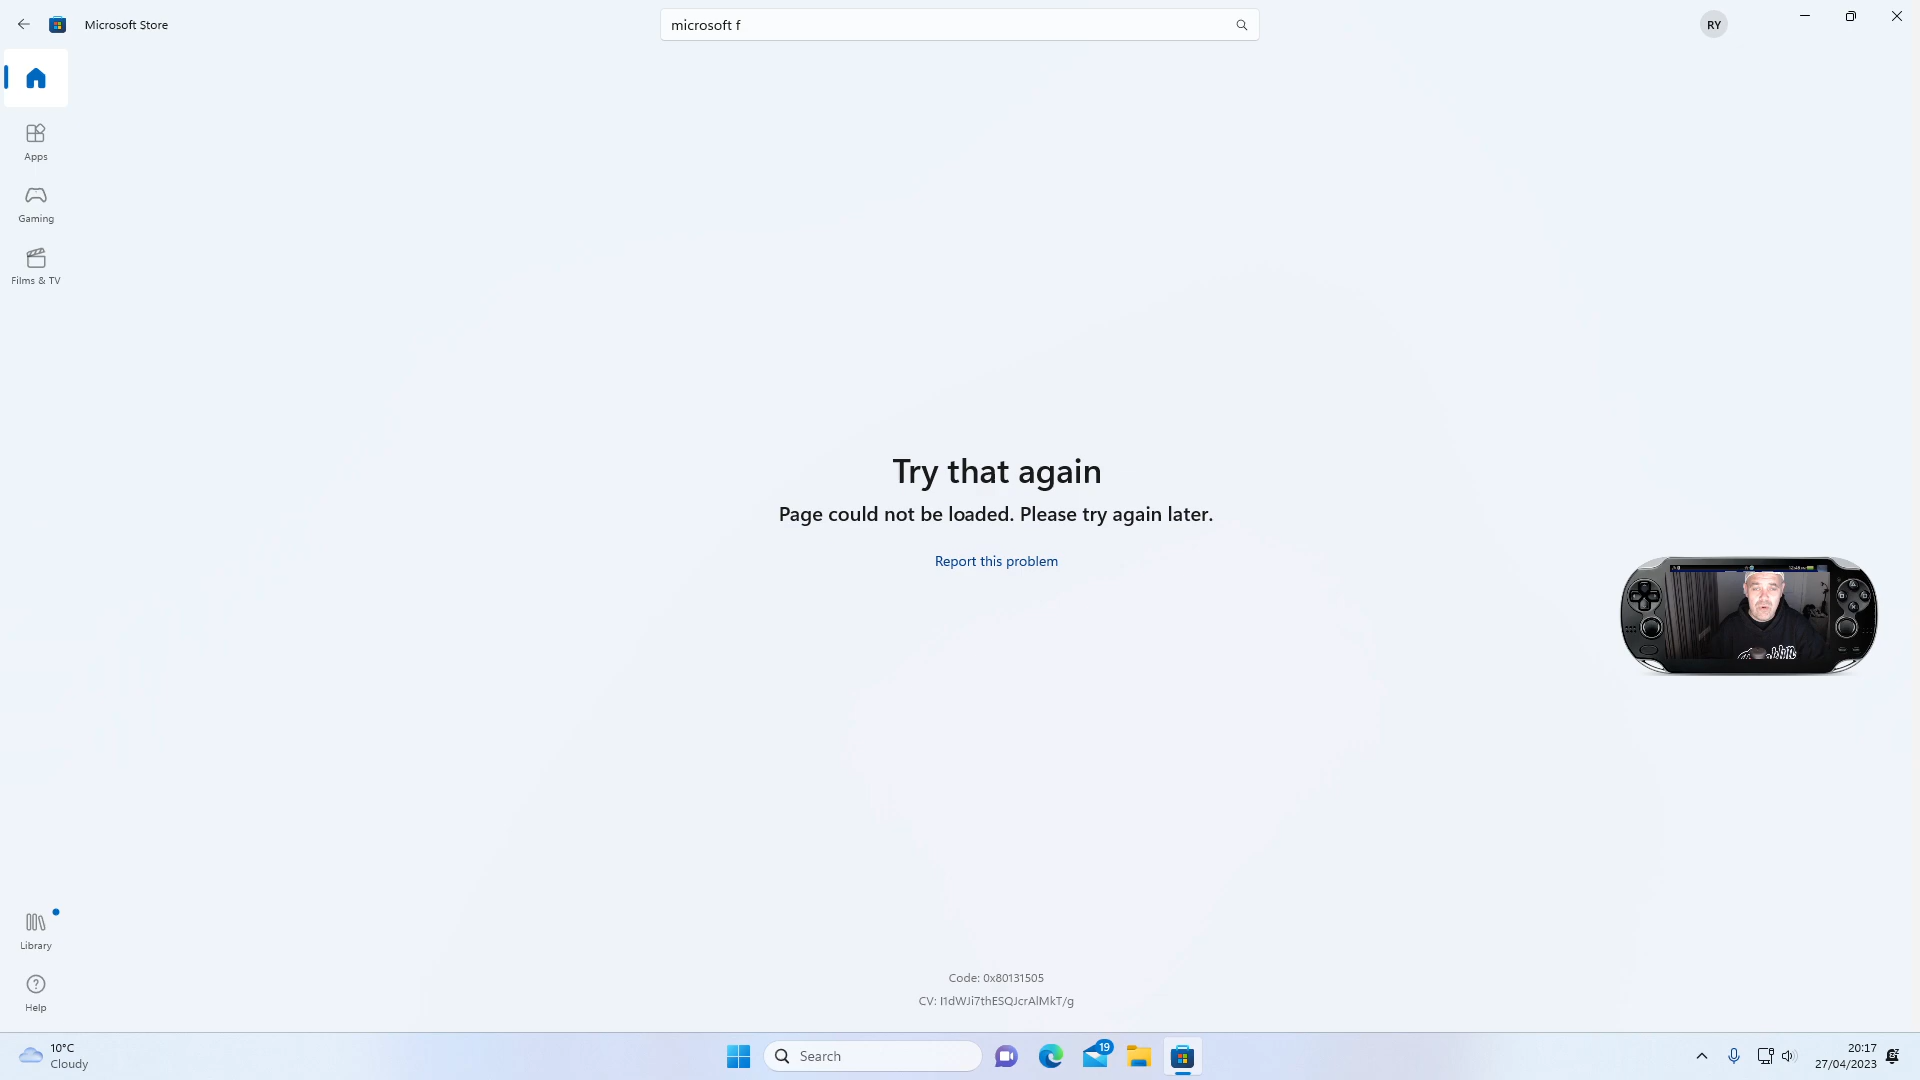 Microsoft Store
microsoft f
RY
Apps
Gaming
Films & TV
Try that again
Page could not be loaded. Please try again later.
Report this problem
Library
Help
Code: 0x80131505
CV: I1dWJi7thESQJcrAlMkT/g
10°C
Cloudy
Search
19
20:17
27/04/2023